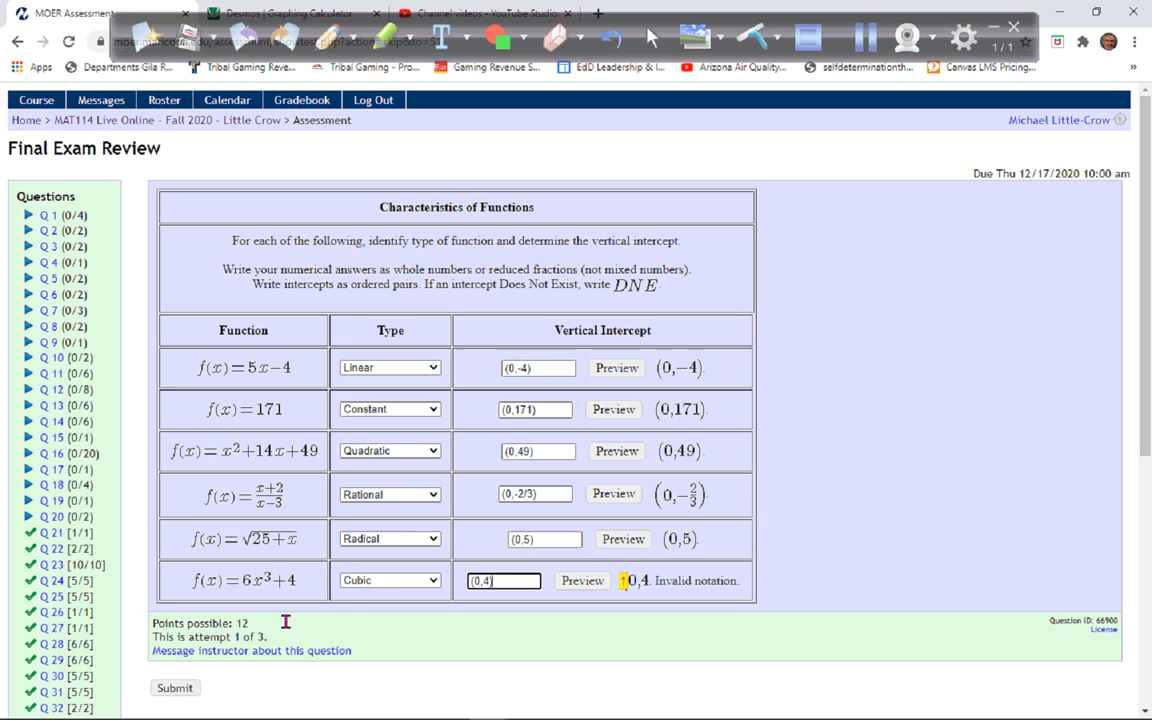 MOER Assessment
Desmos | Graphing Calculator
Channel videos - YouTube Studio
1/1
Apps
Departments Gila R...
Tribal Gaming Reve...
Tribal Gaming - Pro...
Gaming Revenue S...
EdD Leadership & I...
Arizona Air Quality...
selfdeterminationth...
Canvas LMS Pricing...
Course
Messages
Roster
Calendar
Gradebook
Log Out
Home > MAT114 Live Online - Fall 2020 - Little Crow > Assessment
Michael Little-Crow
Final Exam Review
Due Thu 12/17/2020 10:00 am
Questions
Q 1 (0/4)
Q 2 (0/2)
Q 3 (0/2)
Q 4 (0/1)
Q 5 (0/2)
Q 6 (0/2)
Q 7 (0/3)
Q 8 (0/2)
Q 9 (0/1)
Q 10 (0/2)
Q 11 (0/6)
Q 12 (0/8)
Q 13 (0/6)
Q 14 (0/6)
Q 15 (0/1)
Q 16 (0/20)
Q 17 (0/1)
Q 18 (0/4)
Q 19 (0/1)
Q 20 (0/2)
Q 21 [1/1]
Q 22 [2/2]
Q 23 [10/10]
Q 24 [5/5]
Q 25 [5/5]
Q 26 [1/1]
Q 27 [1/1]
Q 28 [6/6]
Q 29 [6/6]
Q 30 [5/5]
Q 31 [5/5]
Q 32 [2/2]
Characteristics of Functions
For each of the following, identify type of function and determine the vertical intercept.
Write your numerical answers as whole numbers or reduced fractions (not mixed numbers).
Write intercepts as ordered pairs. If an intercept Does Not Exist, write DNE.
Function Type Vertical Intercept
f(x)=5x−4 Linear (0,-4) Preview (0,−4).
f(x)=171 Constant (0,171) Preview (0,171).
f(x)=x²+14x+49 Quadratic (0,49) Preview (0,49).
f(x)=(x+2)/(x−3) Rational (0,-2/3) Preview (0,−2/3).
f(x)=√25+x Radical (0,5) Preview (0,5).
f(x)=6x³+4 Cubic (0,4) Preview ↑0,4. Invalid notation.
Points possible: 12
This is attempt 1 of 3.
Message instructor about this question
Question ID: 66900
License
Submit